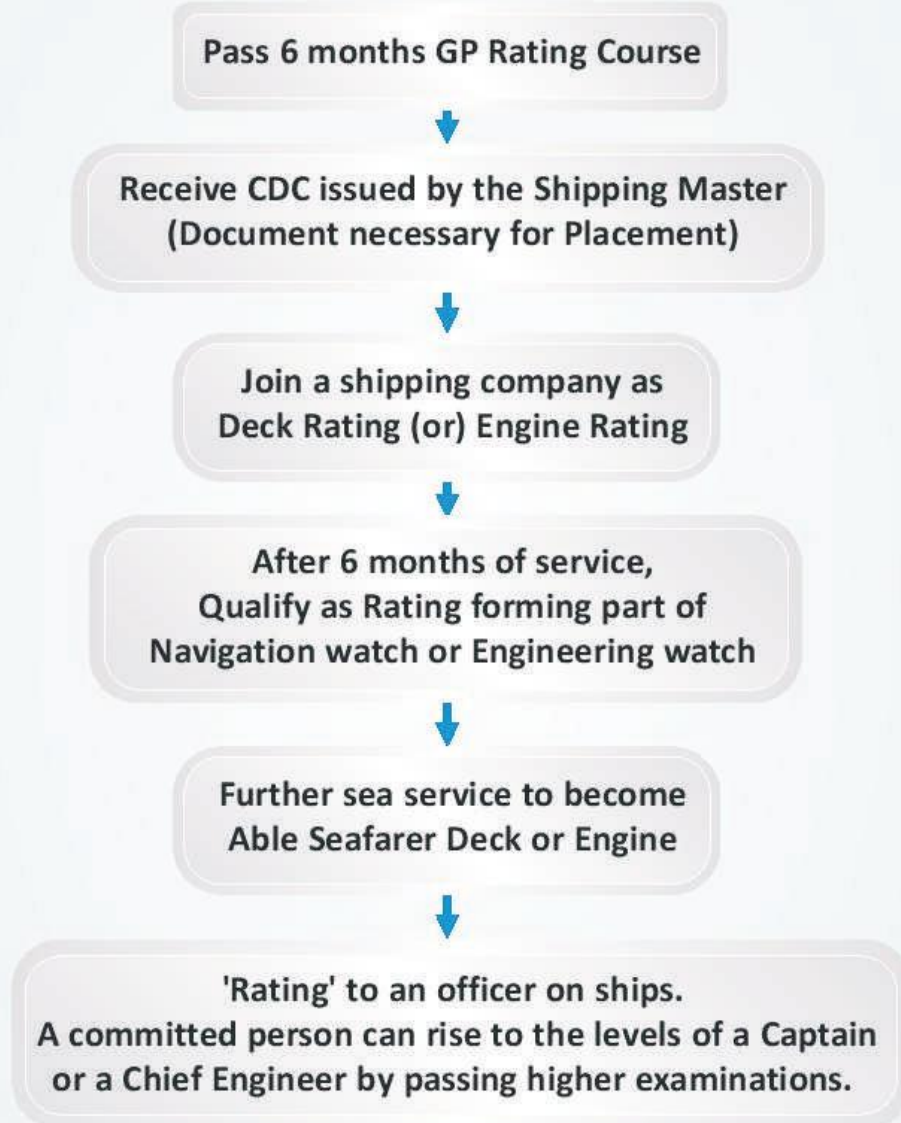 Pass 6 months GP Rating Course
Receive CDC issued by the Shipping Master
(Document necessary for Placement)
Join a shipping company as
Deck Rating (or) Engine Rating
After 6 months of service,
Qualify as Rating forming part of
Navigation watch or Engineering watch
Further sea service to become
Able Seafarer Deck or Engine
'Rating' to an officer on ships.
A committed person can rise to the levels of a Captain
or a Chief Engineer by passing higher examinations.